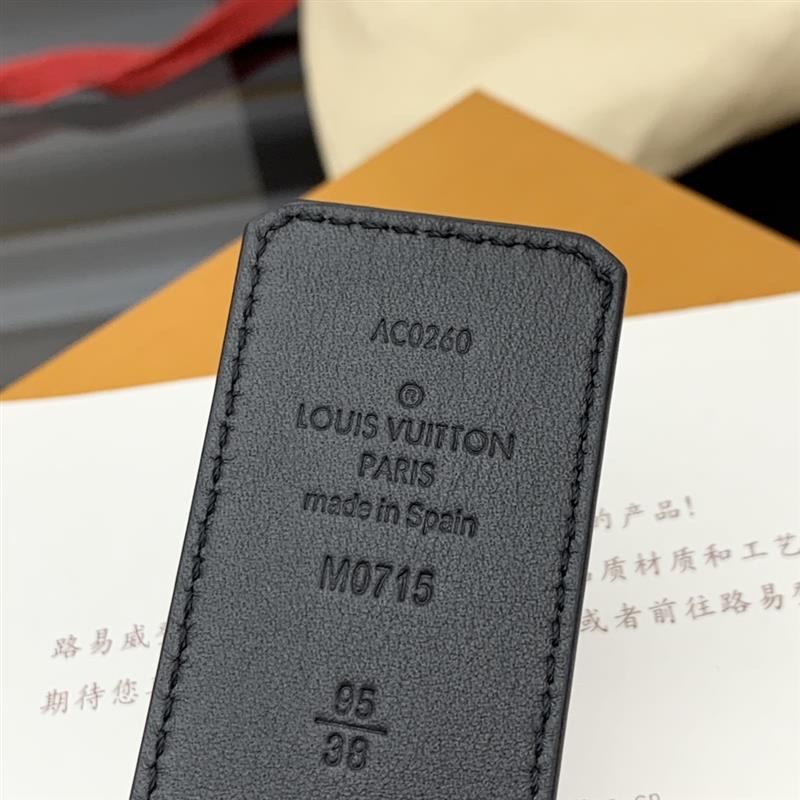 AC0260
®
LOUIS VUITTON
PARIS
made in Spain
M0715
95
38
的产品!
质材质和工艺
路易威
或者前往路易
期待您
.cn